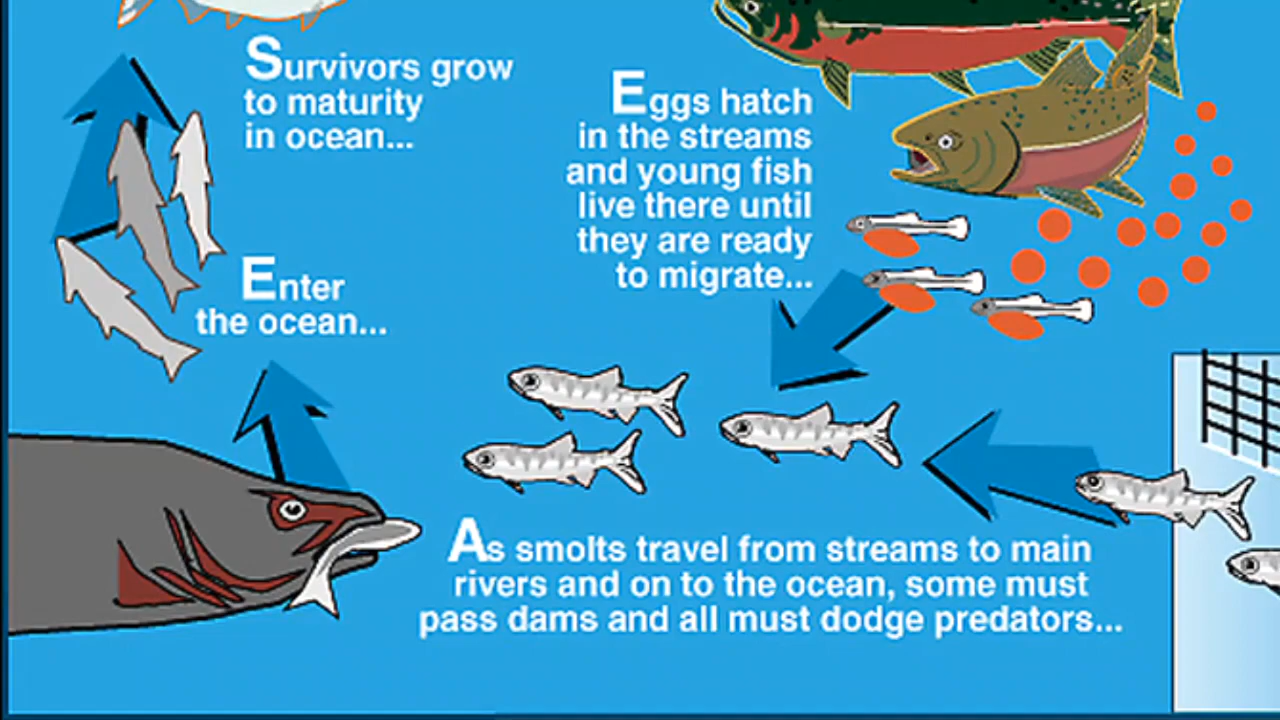 Survivors grow
to maturity
in ocean...
Eggs hatch
in the streams
and young fish
live there until
they are ready
to migrate...
Enter
the ocean...
As smolts travel from streams to main
rivers and on to the ocean, some must
pass dams and all must dodge predators...